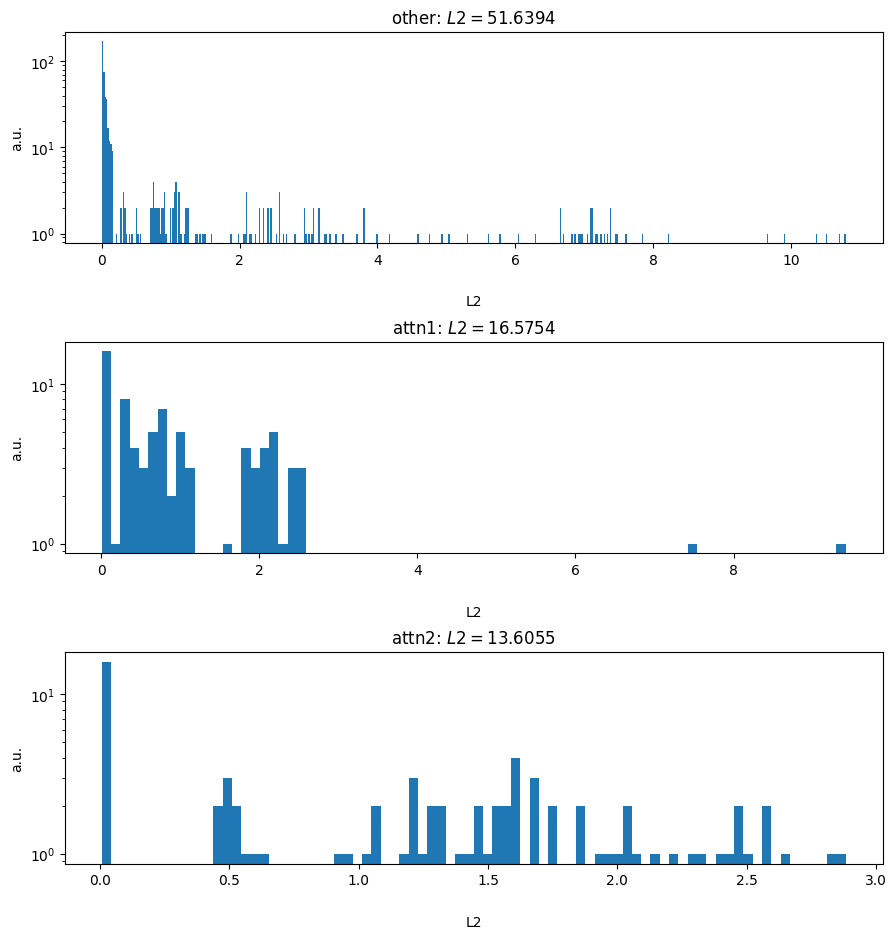 other: L2 = 51.6394
a.u.
10²
10¹
10⁰
0 2 4 6 8 10
L2
attn1: L2 = 16.5754
a.u.
10¹
10⁰
0 2 4 6 8
L2
attn2: L2 = 13.6055
a.u.
10¹
10⁰
0.0 0.5 1.0 1.5 2.0 2.5 3.0
L2